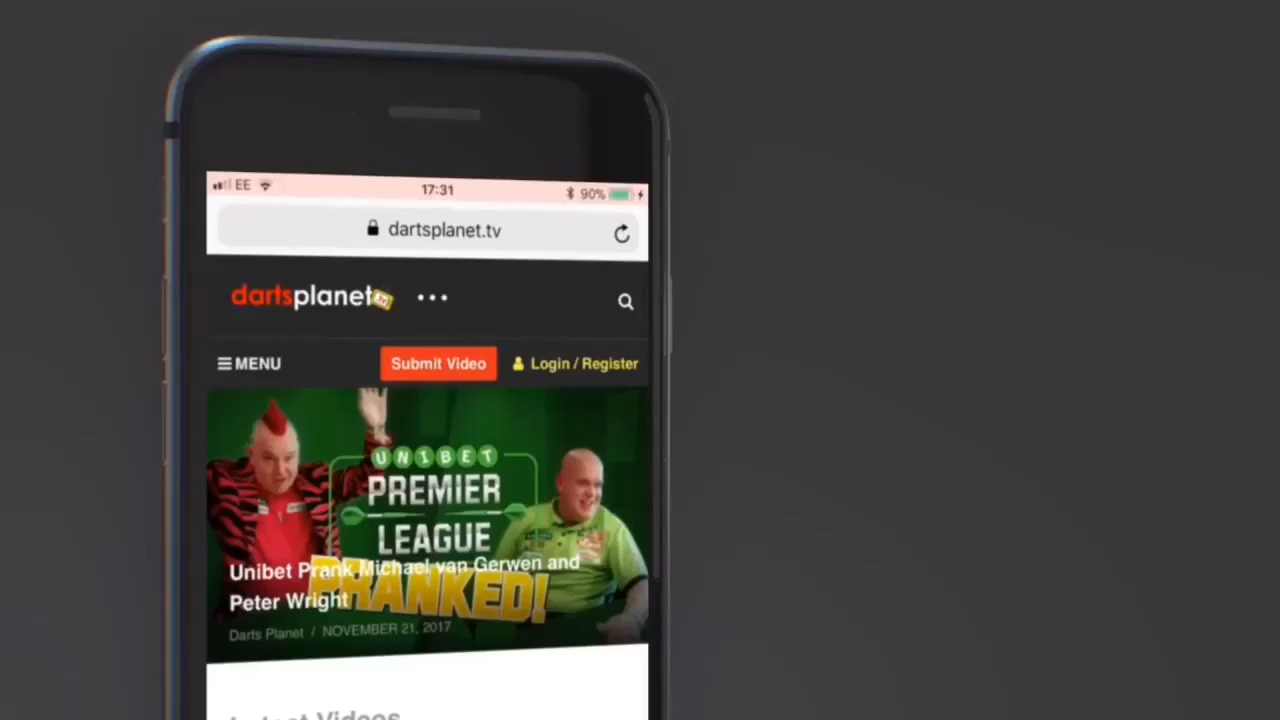 EE 17:31 90%
dartsplanet.tv
dartsplanet.tv •••
MENU Submit Video Login / Register
UNIBET
PREMIER
LEAGUE
PRANKED!
Unibet Prank Michael van Gerwen and
Peter Wright
Darts Planet / NOVEMBER 21, 2017
Latest Videos